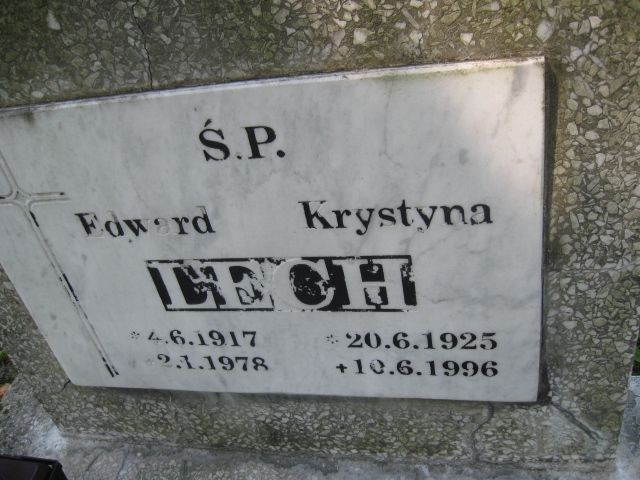 Ś.P.
Edward Krystyna
LECH
* 4.6.1917 * 20.6.1925
+ 2.1.1978 + 10.6.1996